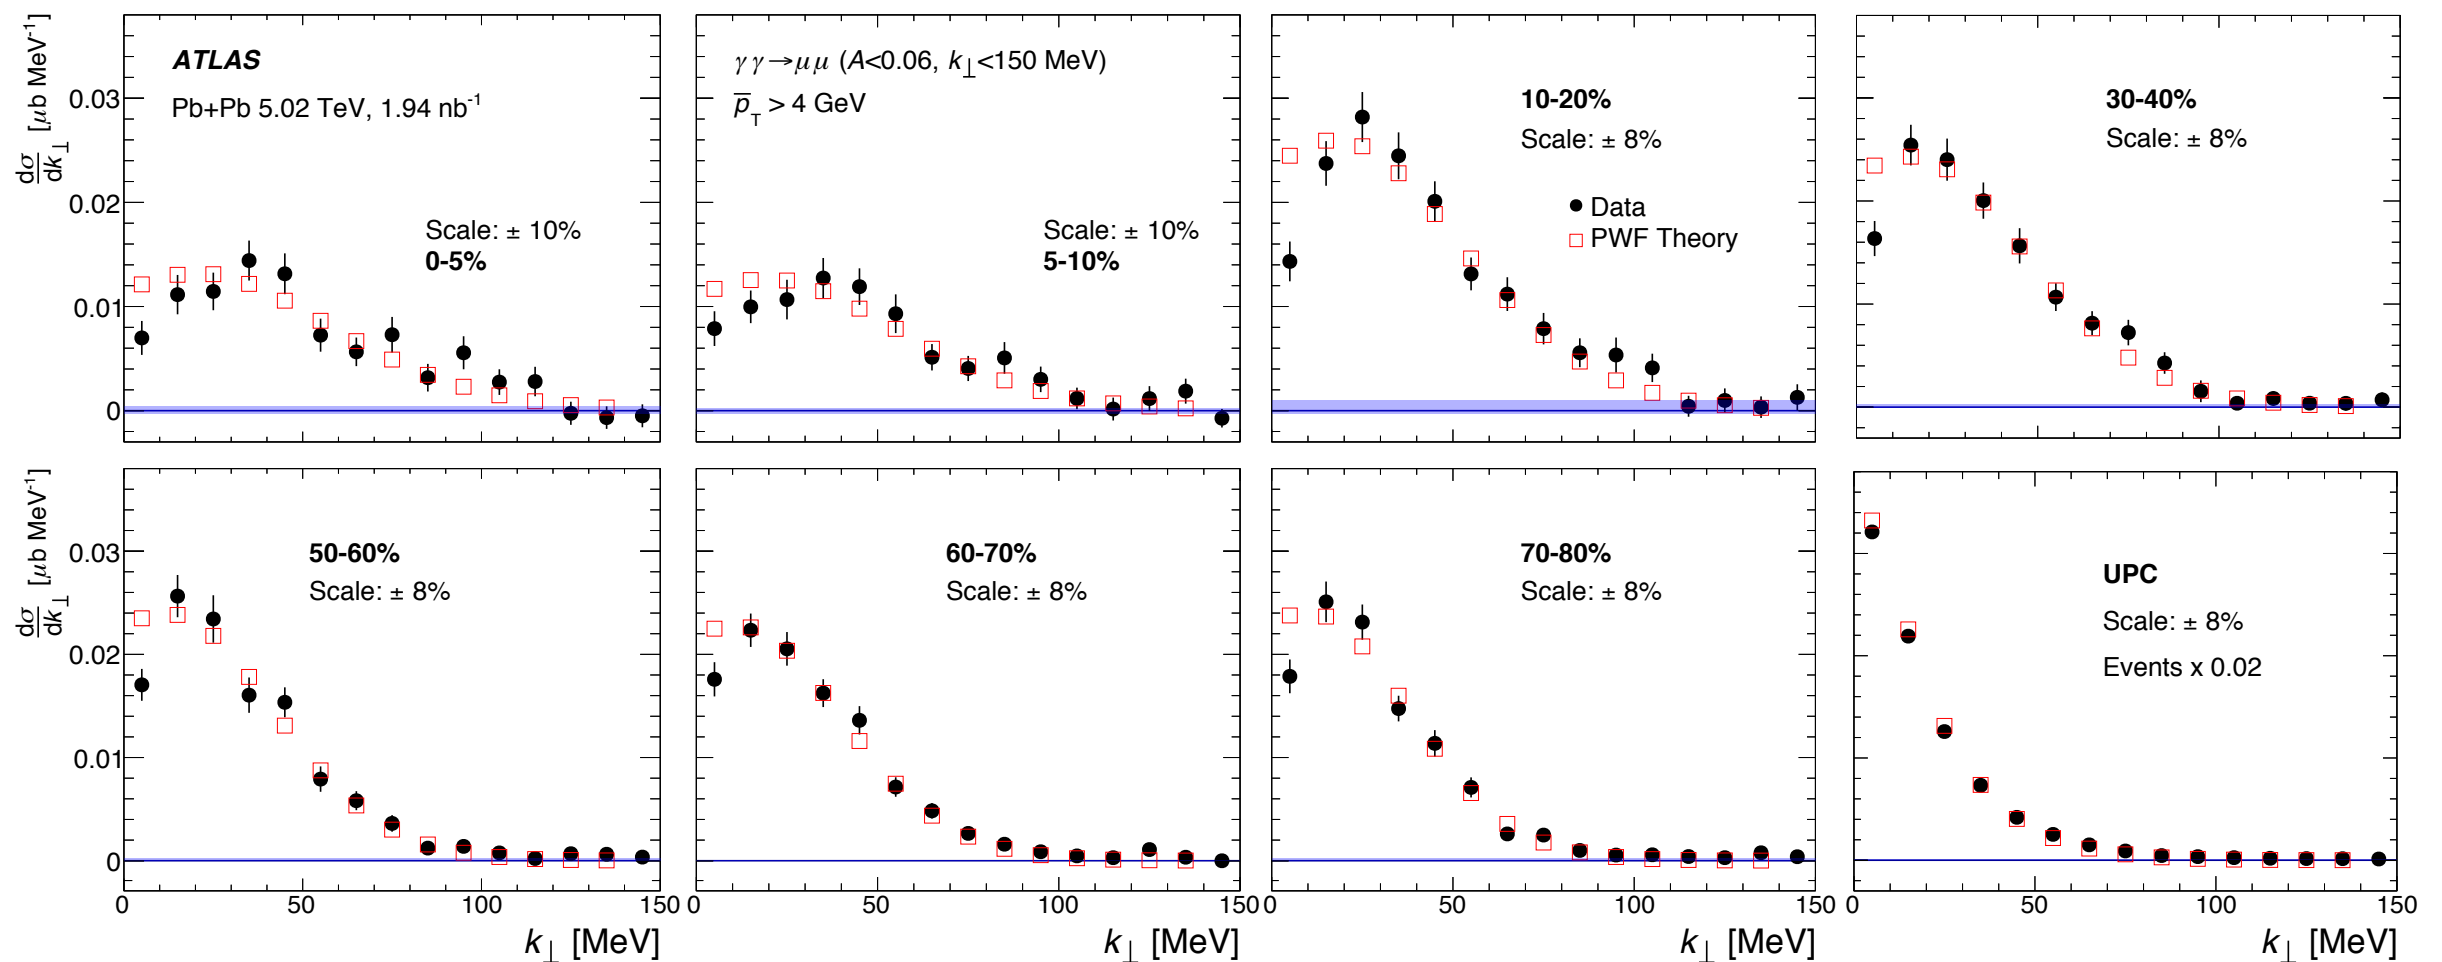 dσ/dk⊥ [μb MeV⁻¹]
0.03
0.02
0.01
0
ATLAS
Pb+Pb 5.02 TeV, 1.94 nb⁻¹
Scale: ± 10%
0-5%
γγ→μμ (A<0.06, k⊥<150 MeV)
p̅T > 4 GeV
Scale: ± 10%
5-10%
10-20%
Scale: ± 8%
Data
PWF Theory
30-40%
Scale: ± 8%
dσ/dk⊥ [μb MeV⁻¹]
0.03
0.02
0.01
0
50-60%
Scale: ± 8%
60-70%
Scale: ± 8%
70-80%
Scale: ± 8%
UPC
Scale: ± 8%
Events x 0.02
0 50 100 150 0 50 100 150 0 50 100 150 0 50 100 150
k⊥ [MeV] k⊥ [MeV] k⊥ [MeV] k⊥ [MeV]